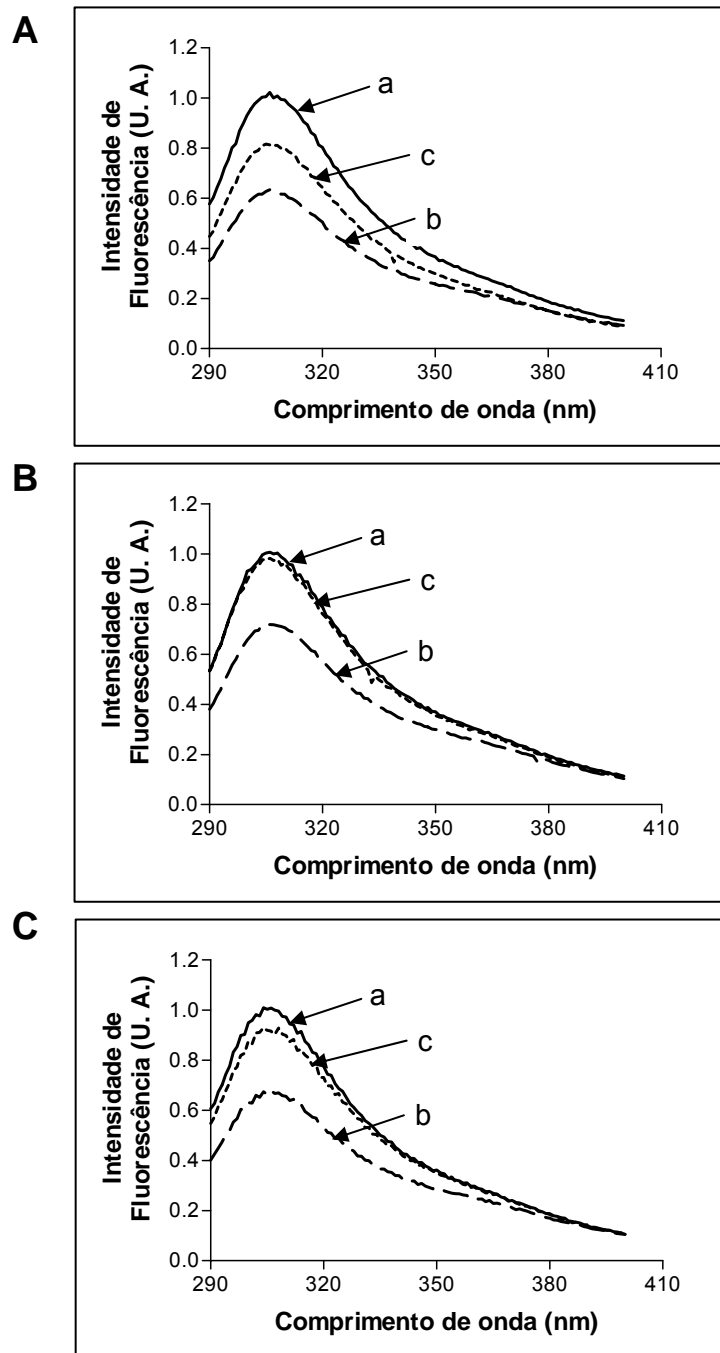 A
1.2
1.0
0.8
0.6
0.4
0.2
0.0
290
320
350
380
410
Intensidade de
Fluorescência (U. A.)
Comprimento de onda (nm)
a
c
b
B
1.2
1.0
0.8
0.6
0.4
0.2
0.0
290
320
350
380
410
Intensidade de
Fluorescência (U. A.)
Comprimento de onda (nm)
a
c
b
C
1.2
1.0
0.8
0.6
0.4
0.2
0.0
290
320
350
380
410
Intensidade de
Fluorescência (U. A.)
Comprimento de onda (nm)
a
c
b